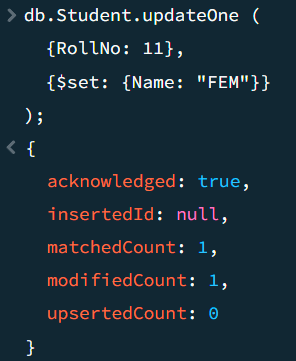 > db.Student.updateOne (
{RollNo: 11},
{$set: {Name: "FEM"}}
);
< {
acknowledged: true,
insertedId: null,
matchedCount: 1,
modifiedCount: 1,
upsertedCount: 0
}